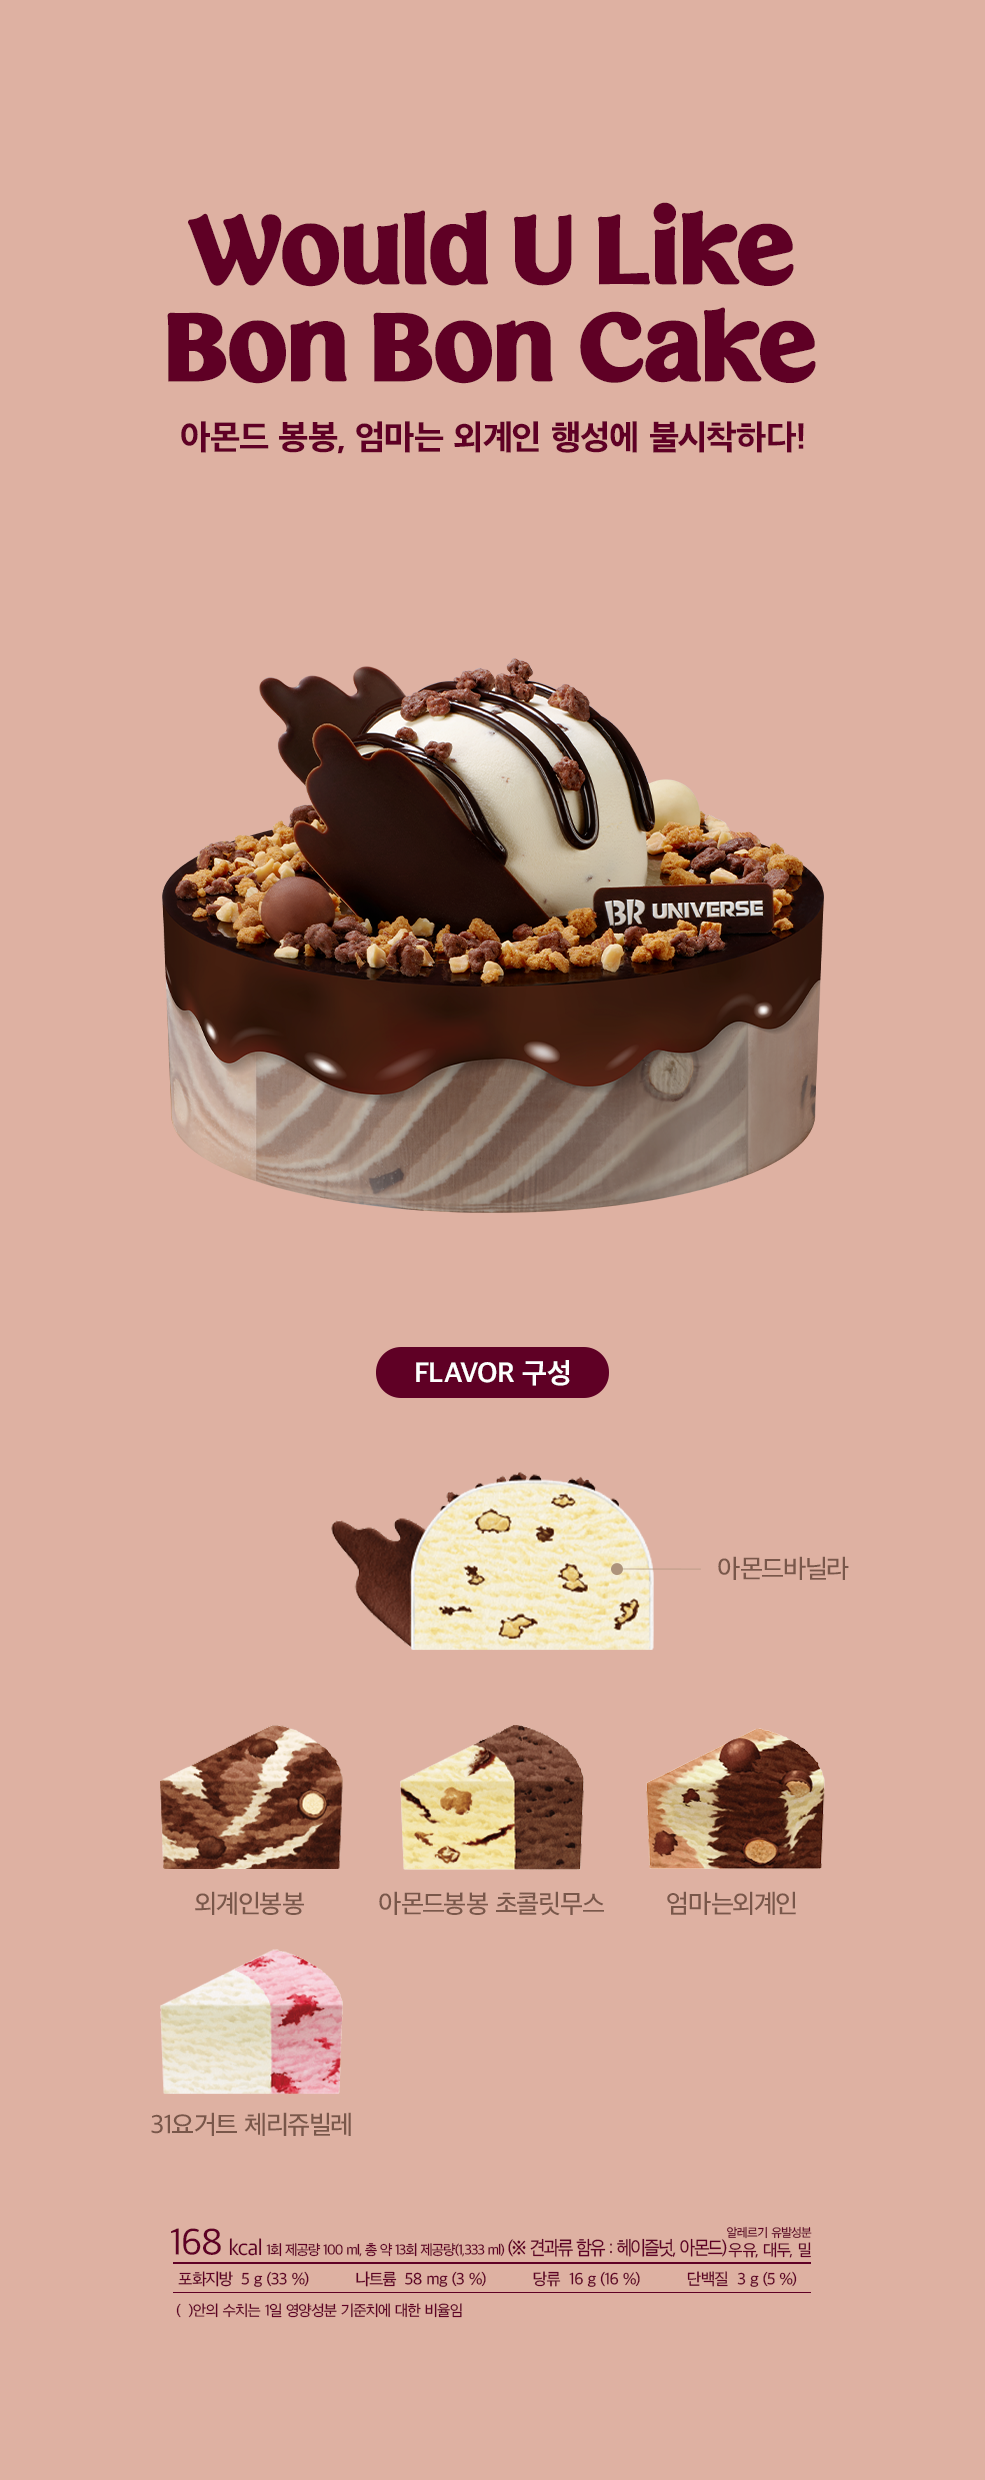 Would U Like
Bon Bon Cake
아몬드 봉봉, 엄마는 외계인 행성에 불시착하다!
BR UNIVERSE
FLAVOR 구성
아몬드바닐라
외계인봉봉
아몬드봉봉 초콜릿무스
엄마는외계인
31요거트 체리쥬빌레
알레르기 유발성분
168 kcal 1회 제공량 100 ml, 총 약 13회 제공량(1,333 ml) (※ 견과류 함유 : 헤이즐넛, 아몬드) 우유, 대두, 밀
포화지방 5 g (33 %) 나트륨 58 mg (3 %) 당류 16 g (16 %) 단백질 3 g (5 %)
( )안의 수치는 1일 영양성분 기준치에 대한 비율임